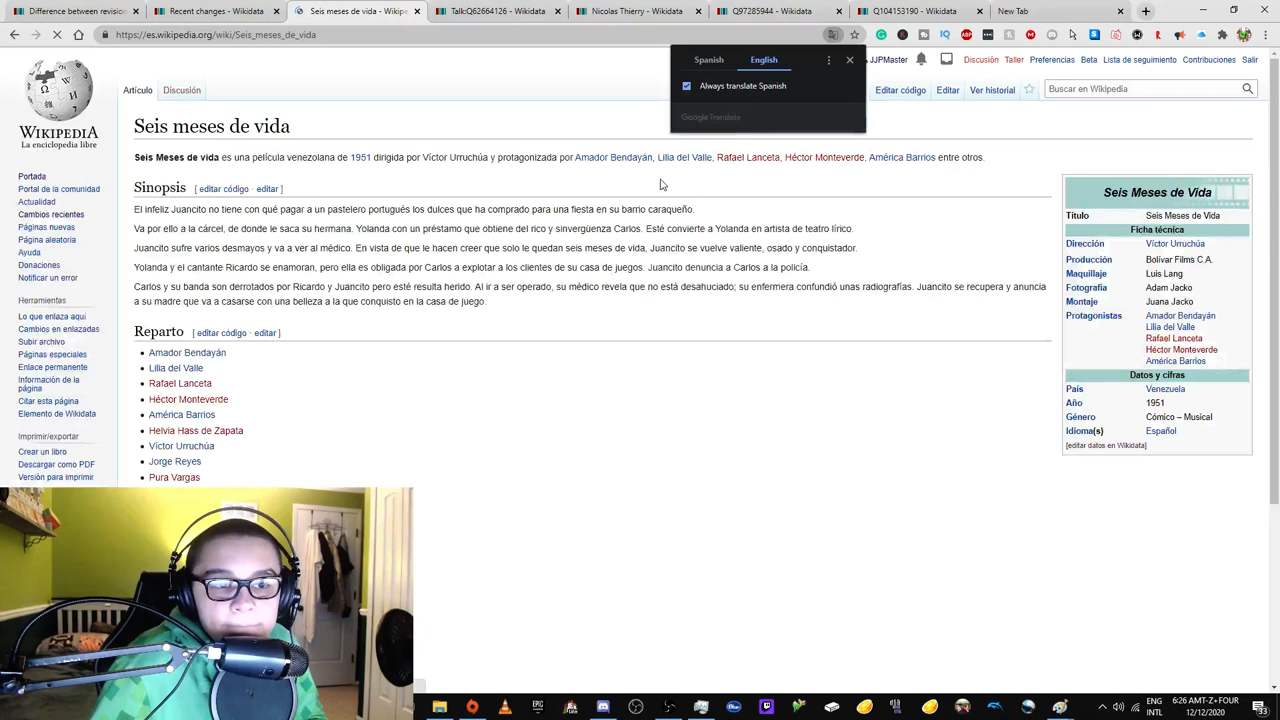 Difference between revisions
Recent changes - Wikidata
Seis meses de vida - Wikipedi
Talk:Q62664126 - Wikidata
Nicolas Thierry - Wikidata
Q97285944 - Wikidata
Q104531941 - Wikidata
New Tab
https://es.wikipedia.org/wiki/Seis_meses_de_vida
Spanish
English
Always translate Spanish
Google Translate
JJPMaster
Discusión
Taller
Preferencias
Beta
Lista de seguimiento
Contribuciones
Salir
WIKIPEDIA
La enciclopedia libre
Artículo
Discusión
Editar código
Editar
Ver historial
Buscar en Wikipedia
Portada
Portal de la comunidad
Actualidad
Cambios recientes
Páginas nuevas
Página aleatoria
Ayuda
Donaciones
Notificar un error
Herramientas
Lo que enlaza aquí
Cambios en enlazadas
Subir archivo
Páginas especiales
Enlace permanente
Información de la
página
Citar esta página
Elemento de Wikidata
Imprimir/exportar
Crear un libro
Descargar como PDF
Versión para imprimir
Seis meses de vida
Seis Meses de vida es una película venezolana de 1951 dirigida por Víctor Urruchúa y protagonizada por Amador Bendayán, Lilia del Valle, Rafael Lanceta, Héctor Monteverde, América Barrios entre otros.
Sinopsis [ editar código · editar ]
El infeliz Juancito no tiene con qué pagar a un pastelero portugués los dulces que ha comprado para una fiesta en su barrio caraqueño.
Va por ello a la cárcel, de donde le saca su hermana. Yolanda con un préstamo que obtiene del rico y sinvergüenza Carlos. Esté convierte a Yolanda en artista de teatro lírico.
Juancito sufre varios desmayos y va a ver al médico. En vista de que le hacen creer que solo le quedan seis meses de vida, Juancito se vuelve valiente, osado y conquistador.
Yolanda y el cantante Ricardo se enamoran, pero ella es obligada por Carlos a explotar a los clientes de su casa de juegos. Juancito denuncia a Carlos a la policía.
Carlos y su banda son derrotados por Ricardo y Juancito pero esté resulta herido. Al ir a ser operado, su médico revela que no está desahuciado; su enfermera confundió unas radiografías. Juancito se recupera y anuncia
a su madre que va a casarse con una belleza a la que conquisto en la casa de juego.
Reparto [ editar código · editar ]
Amador Bendayán
Lilia del Valle
Rafael Lanceta
Héctor Monteverde
América Barrios
Helvia Hass de Zapata
Víctor Urruchúa
Jorge Reyes
Pura Vargas
Seis Meses de Vida
Título Seis Meses de Vida
Ficha técnica
Dirección Víctor Urruchúa
Producción Bolívar Films C.A.
Maquillaje Luis Lang
Fotografía Adam Jacko
Montaje Juana Jacko
Protagonistas Amador Bendayán
Lilia del Valle
Rafael Lanceta
Héctor Monteverde
América Barrios
Datos y cifras
País Venezuela
Año 1951
Género Cómico – Musical
Idioma(s) Español
[editar datos en Wikidata]
ENG
INTL
6:26 AMT-Z+FOUR
12/12/2020